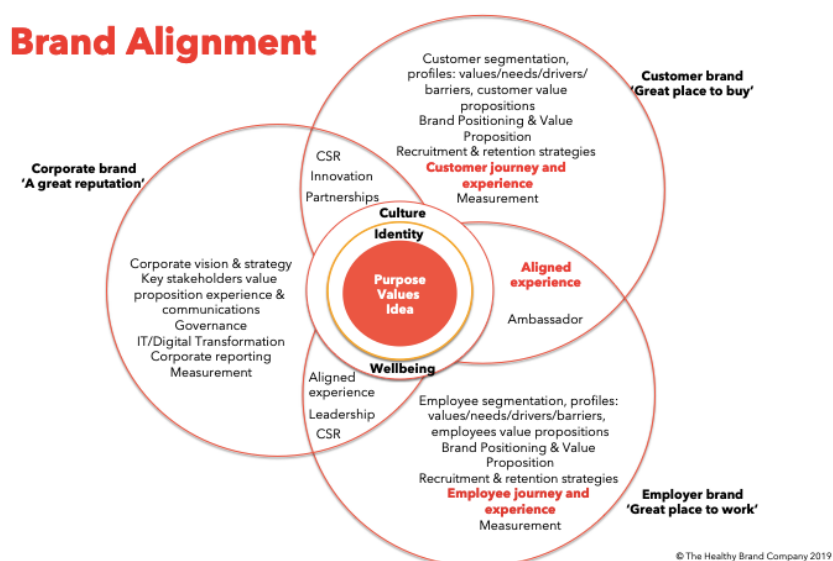 Brand Alignment
Customer segmentation,
profiles: values/needs/drivers/
barriers, customer value
propositions
Brand Positioning & Value
Proposition
Recruitment & retention strategies
Customer journey and
experience
Measurement
Customer brand
'Great place to buy'
Corporate brand
'A great reputation'
CSR
Innovation
Partnerships
Culture
Identity
Purpose
Values
Idea
Wellbeing
Corporate vision & strategy
Key stakeholders value
proposition experience &
communications
Governance
IT/Digital Transformation
Corporate reporting
Measurement
Aligned
experience
Ambassador
Aligned
experience
Leadership
CSR
Employee segmentation, profiles:
values/needs/drivers/barriers,
employees value propositions
Brand Positioning & Value
Proposition
Recruitment & retention strategies
Employee journey and
experience
Measurement
Employer brand
'Great place to work'
© The Healthy Brand Company 2019